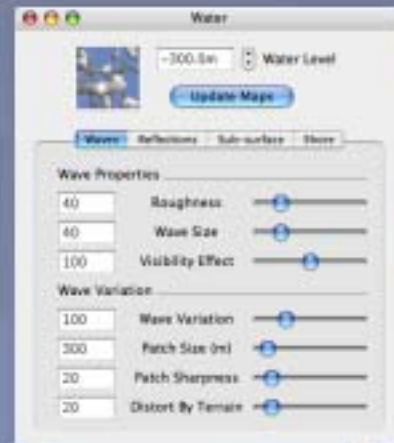 Water
-300.0m Water Level
Update Maps
Waves Reflections Sub-surface Shore
Wave Properties
40 Roughness
40 Wave Size
100 Visibility Effect
Wave Variation
100 Wave Variation
300 Patch Size (m)
20 Patch Sharpness
20 Distort By Terrain